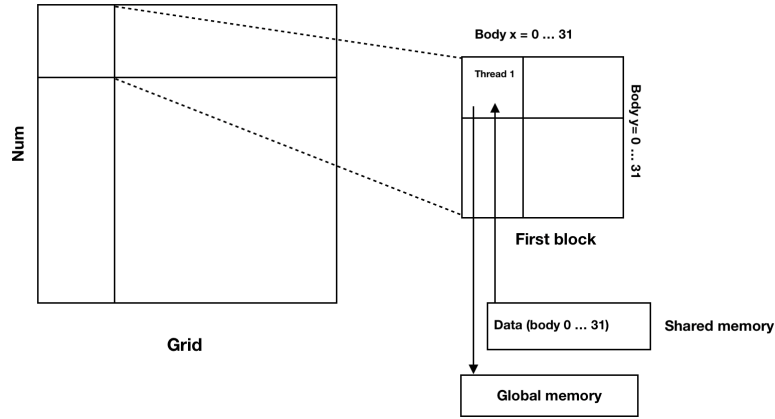 Body x = 0 ... 31
Thread 1
Num
Body y= 0 ... 31
First block
Data (body 0 ... 31)
Shared memory
Grid
Global memory